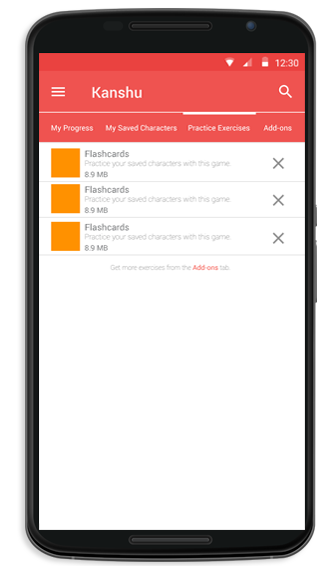 12:30
Kanshu
My Progress My Saved Characters Practice Exercises Add-ons
Flashcards
Practice your saved characters with this game.
8.9 MB
Flashcards
Practice your saved characters with this game.
8.9 MB
Flashcards
Practice your saved characters with this game.
8.9 MB
Get more exercises from the Add-ons tab.